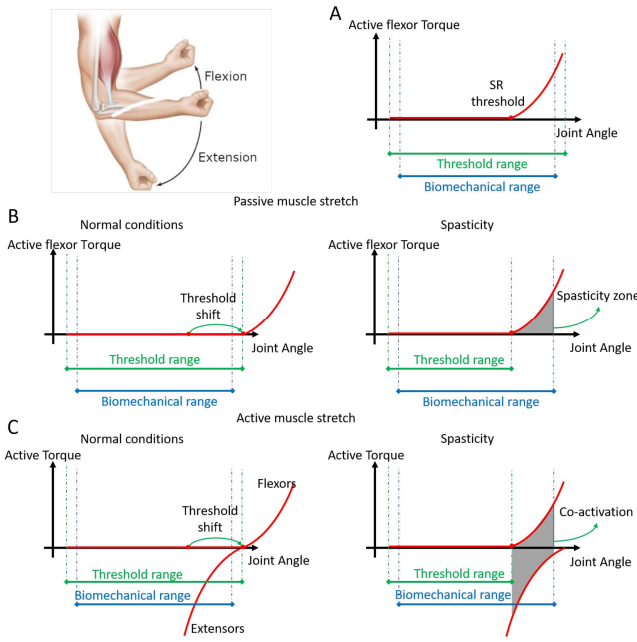 A
Active flexor Torque
Flexion
Extension
SR
threshold
Joint Angle
Threshold range
Biomechanical range
Passive muscle stretch
B
Normal conditions
Spasticity
Active flexor Torque
Threshold
shift
Joint Angle
Threshold range
Biomechanical range
Active flexor Torque
Spasticity zone
Joint Angle
Threshold range
Biomechanical range
Active muscle stretch
C
Normal conditions
Spasticity
Active Torque
Flexors
Threshold
shift
Joint Angle
Threshold range
Biomechanical range
Extensors
Active Torque
Co-activation
Joint Angle
Threshold range
Biomechanical range